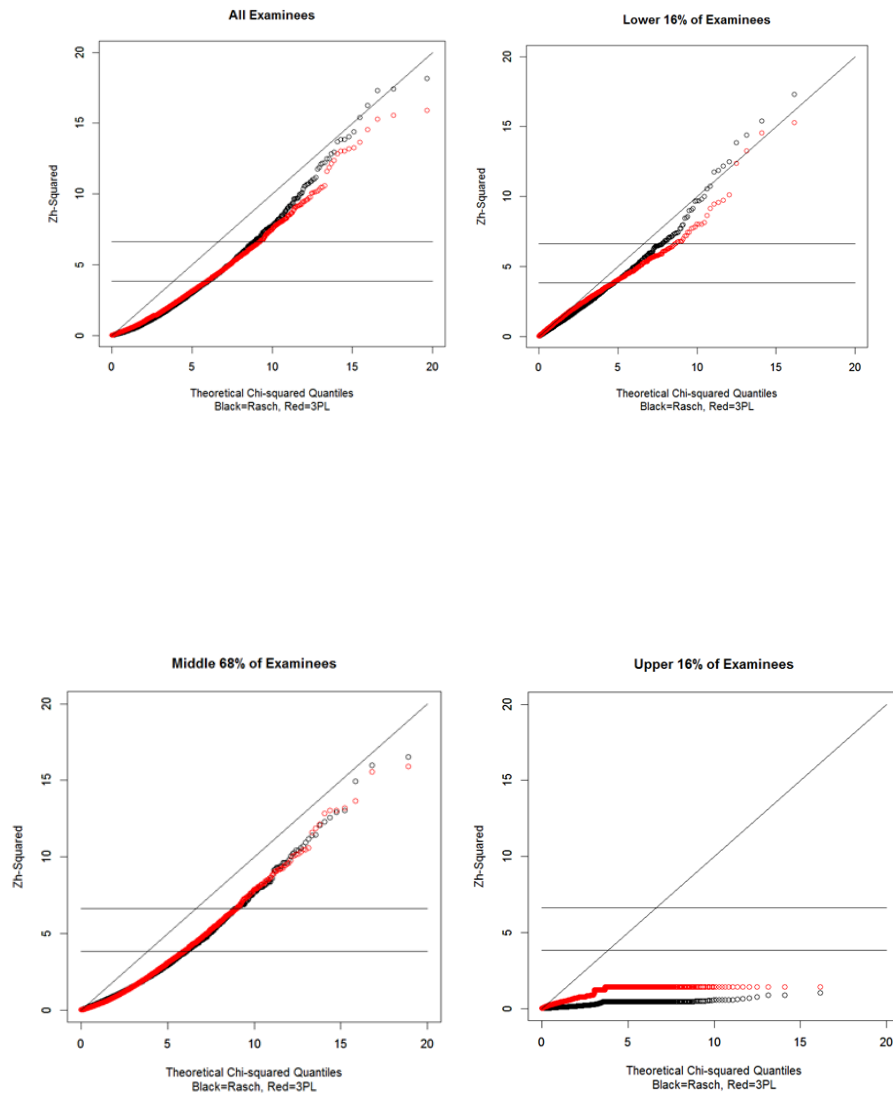 All Examinees
20
15
10
5
0
Zh-Squared
0 5 10 15 20
Theoretical Chi-squared Quantiles
Black=Rasch, Red=3PL
Lower 16% of Examinees
20
15
10
5
0
Zh-Squared
0 5 10 15 20
Theoretical Chi-squared Quantiles
Black=Rasch, Red=3PL
Middle 68% of Examinees
20
15
10
5
0
Zh-Squared
0 5 10 15 20
Theoretical Chi-squared Quantiles
Black=Rasch, Red=3PL
Upper 16% of Examinees
20
15
10
5
0
Zh-Squared
0 5 10 15 20
Theoretical Chi-squared Quantiles
Black=Rasch, Red=3PL